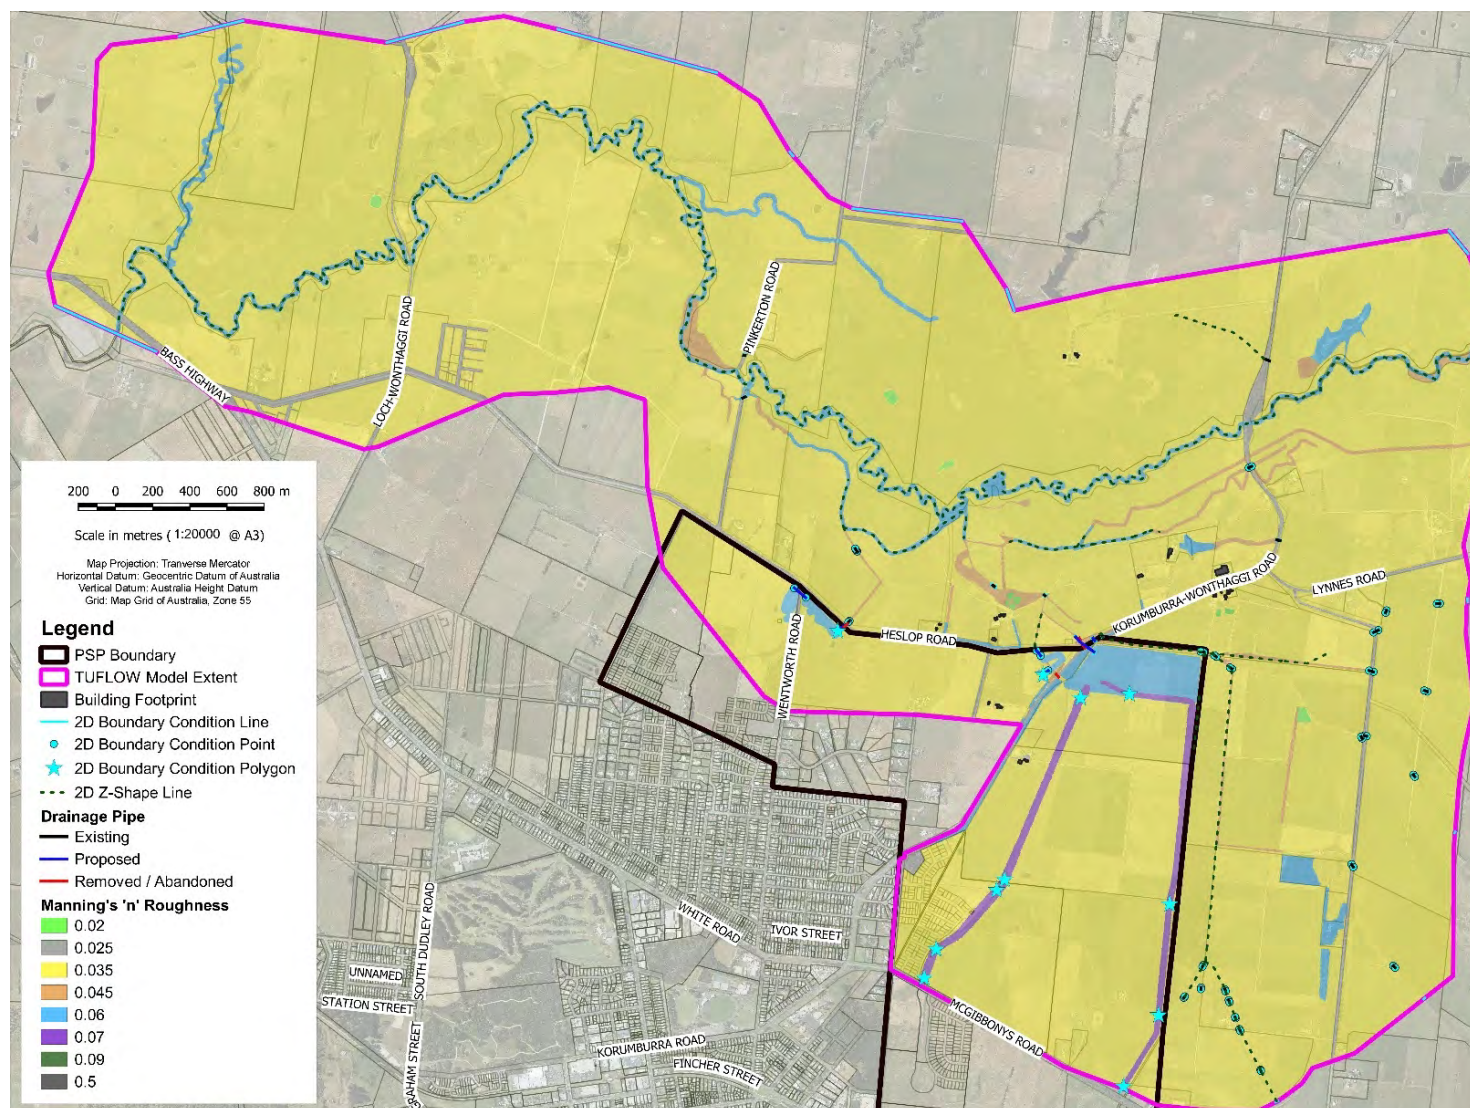 BASS HIGHWAY
LOCH-WONTHAGGI ROAD
PINKERTON ROAD
KORUMBURRA-WONTHAGGI ROAD
LYNNES ROAD
HESLOP ROAD
WENTWORTH ROAD
WHITE ROAD
IVOR STREET
MCGIBBONYS ROAD
SOUTH DUDLEY ROAD
UNNAMED
STATION STREET
KORUMBURRA ROAD
FINCHER STREET
AHAM STREET
200 0 200 400 600 800 m
Scale in metres ( 1:20000 @ A3)
Map Projection: Tranverse Mercator
Horizontal Datum: Geocentric Datum of Australia
Vertical Datum: Australia Height Datum
Grid: Map Grid of Australia, Zone 55
Legend
PSP Boundary
TUFLOW Model Extent
Building Footprint
2D Boundary Condition Line
2D Boundary Condition Point
2D Boundary Condition Polygon
2D Z-Shape Line
Drainage Pipe
Existing
Proposed
Removed / Abandoned
Manning's 'n' Roughness
0.02
0.025
0.035
0.045
0.06
0.07
0.09
0.5